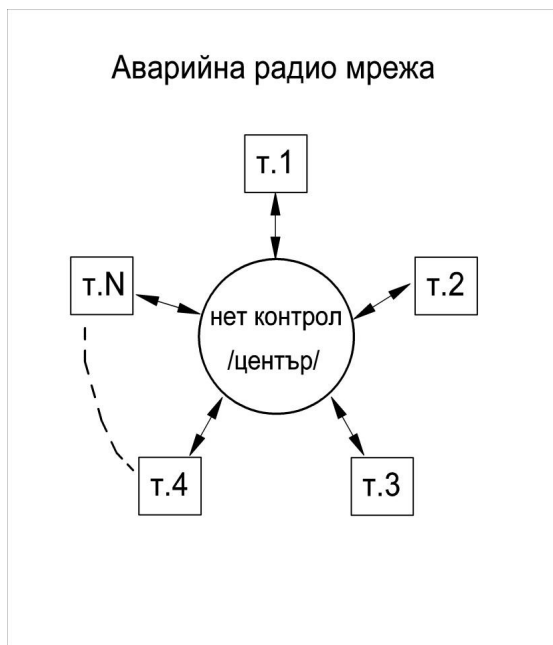 Аварийна радио мрежа
т.1
т.N
т.2
нет контрол
/център/
т.4
т.3